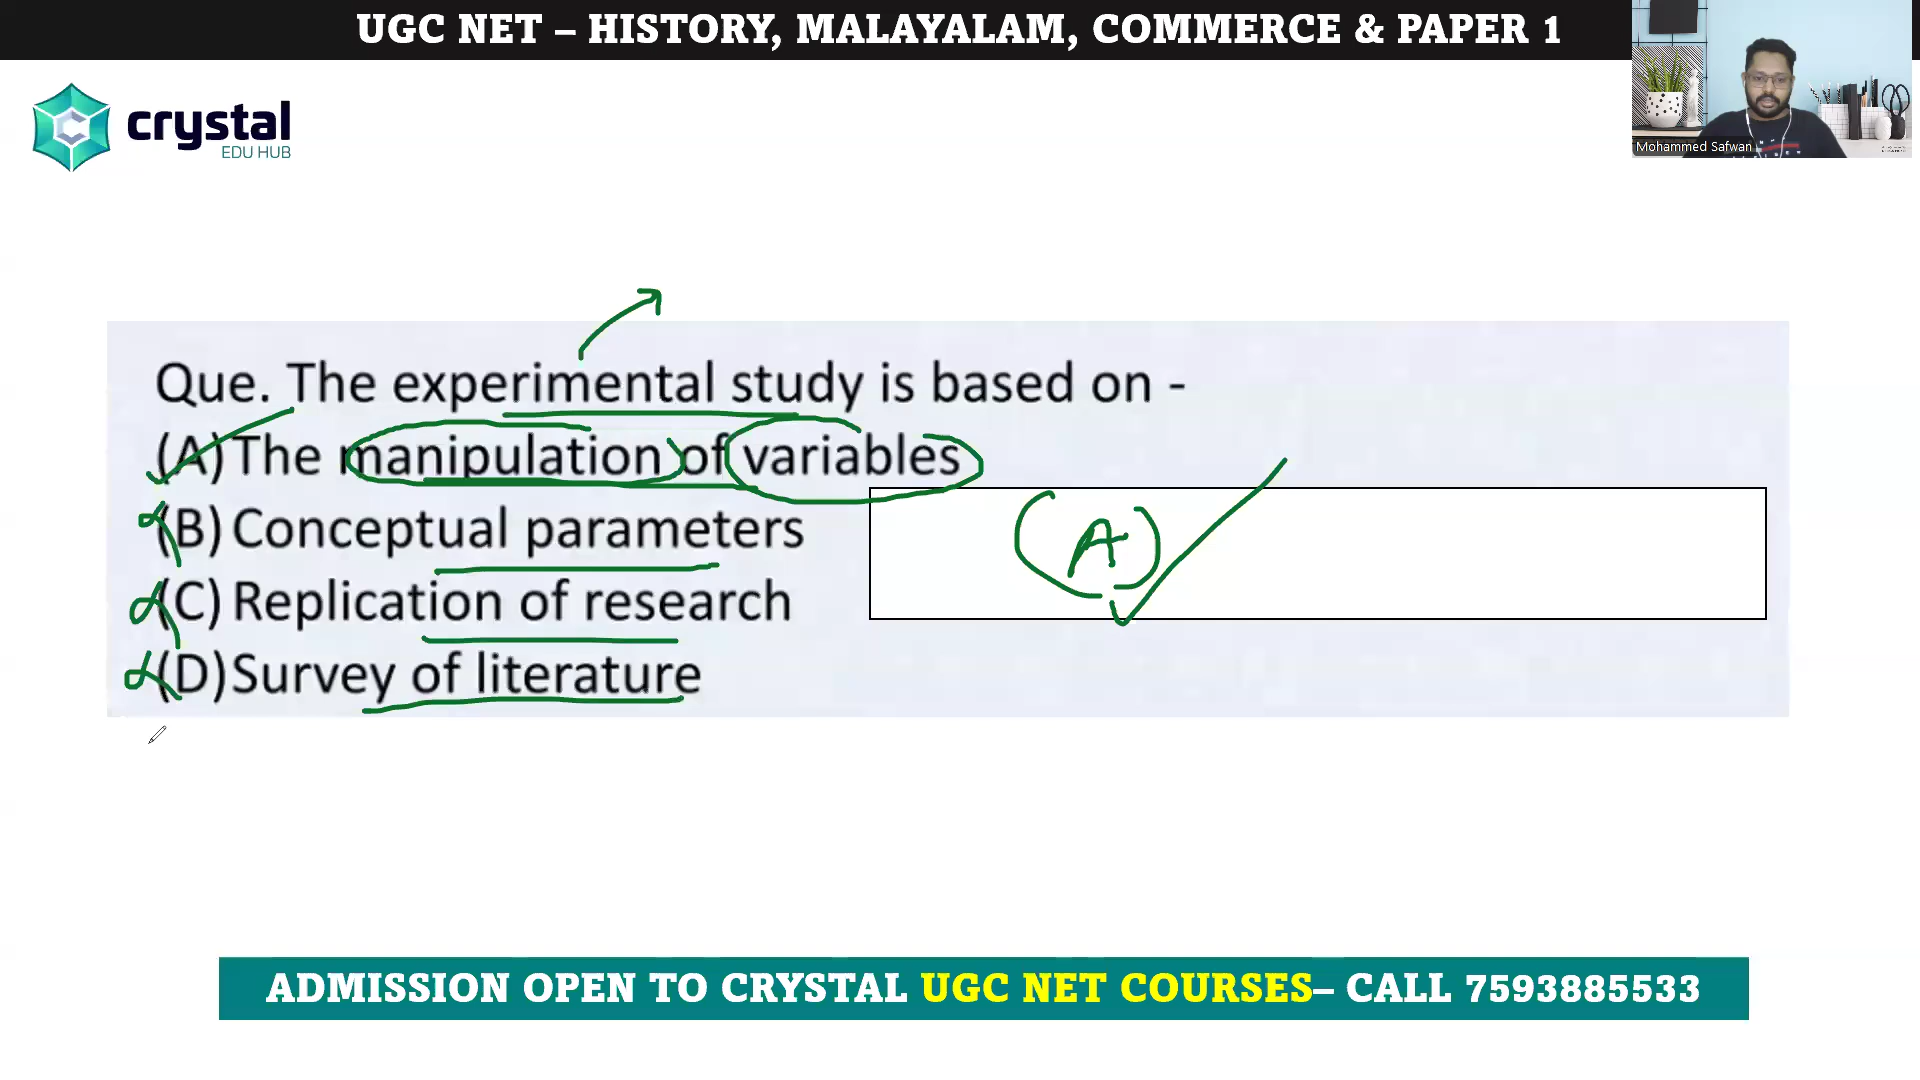 UGC NET – HISTORY, MALAYALAM, COMMERCE & PAPER 1
Mohammed Safwan
crystal
EDU HUB
Que. The experimental study is based on -
(A) The manipulation of variables
(B) Conceptual parameters
(A)
(C) Replication of research
(D) Survey of literature
ADMISSION OPEN TO CRYSTAL UGC NET COURSES– CALL 7593885533